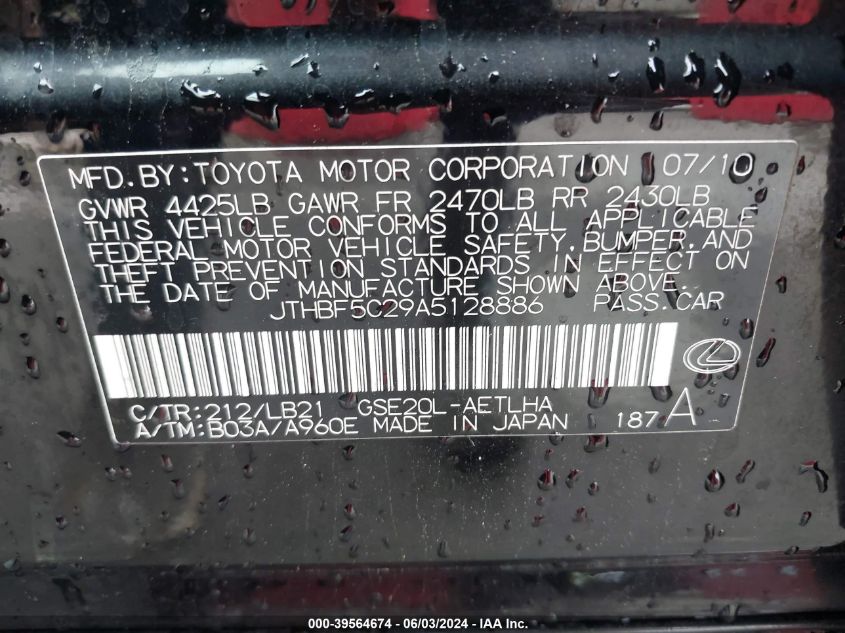 MFD.BY:TOYOTA MOTOR CORPORATION 07/10
GVWR 4425LB GAWR FR 2470LB RR 2430LB
THIS VEHICLE CONFORMS TO ALL APPLICABLE
FEDERAL MOTOR VEHICLE SAFETY,BUMPER,AND
THEFT PREVENTION STANDARDS IN EFFECT ON
THE DATE OF MANUFACTURE SHOWN ABOVE.
JTHBF5C29A5128886 PASS.CAR
C/TR:212/LB21 GSE20L-AETLHA
A/TM:B03A/A960E MADE IN JAPAN 187 A
000-39564674 | 06/03/2024 | © IAA, Inc.